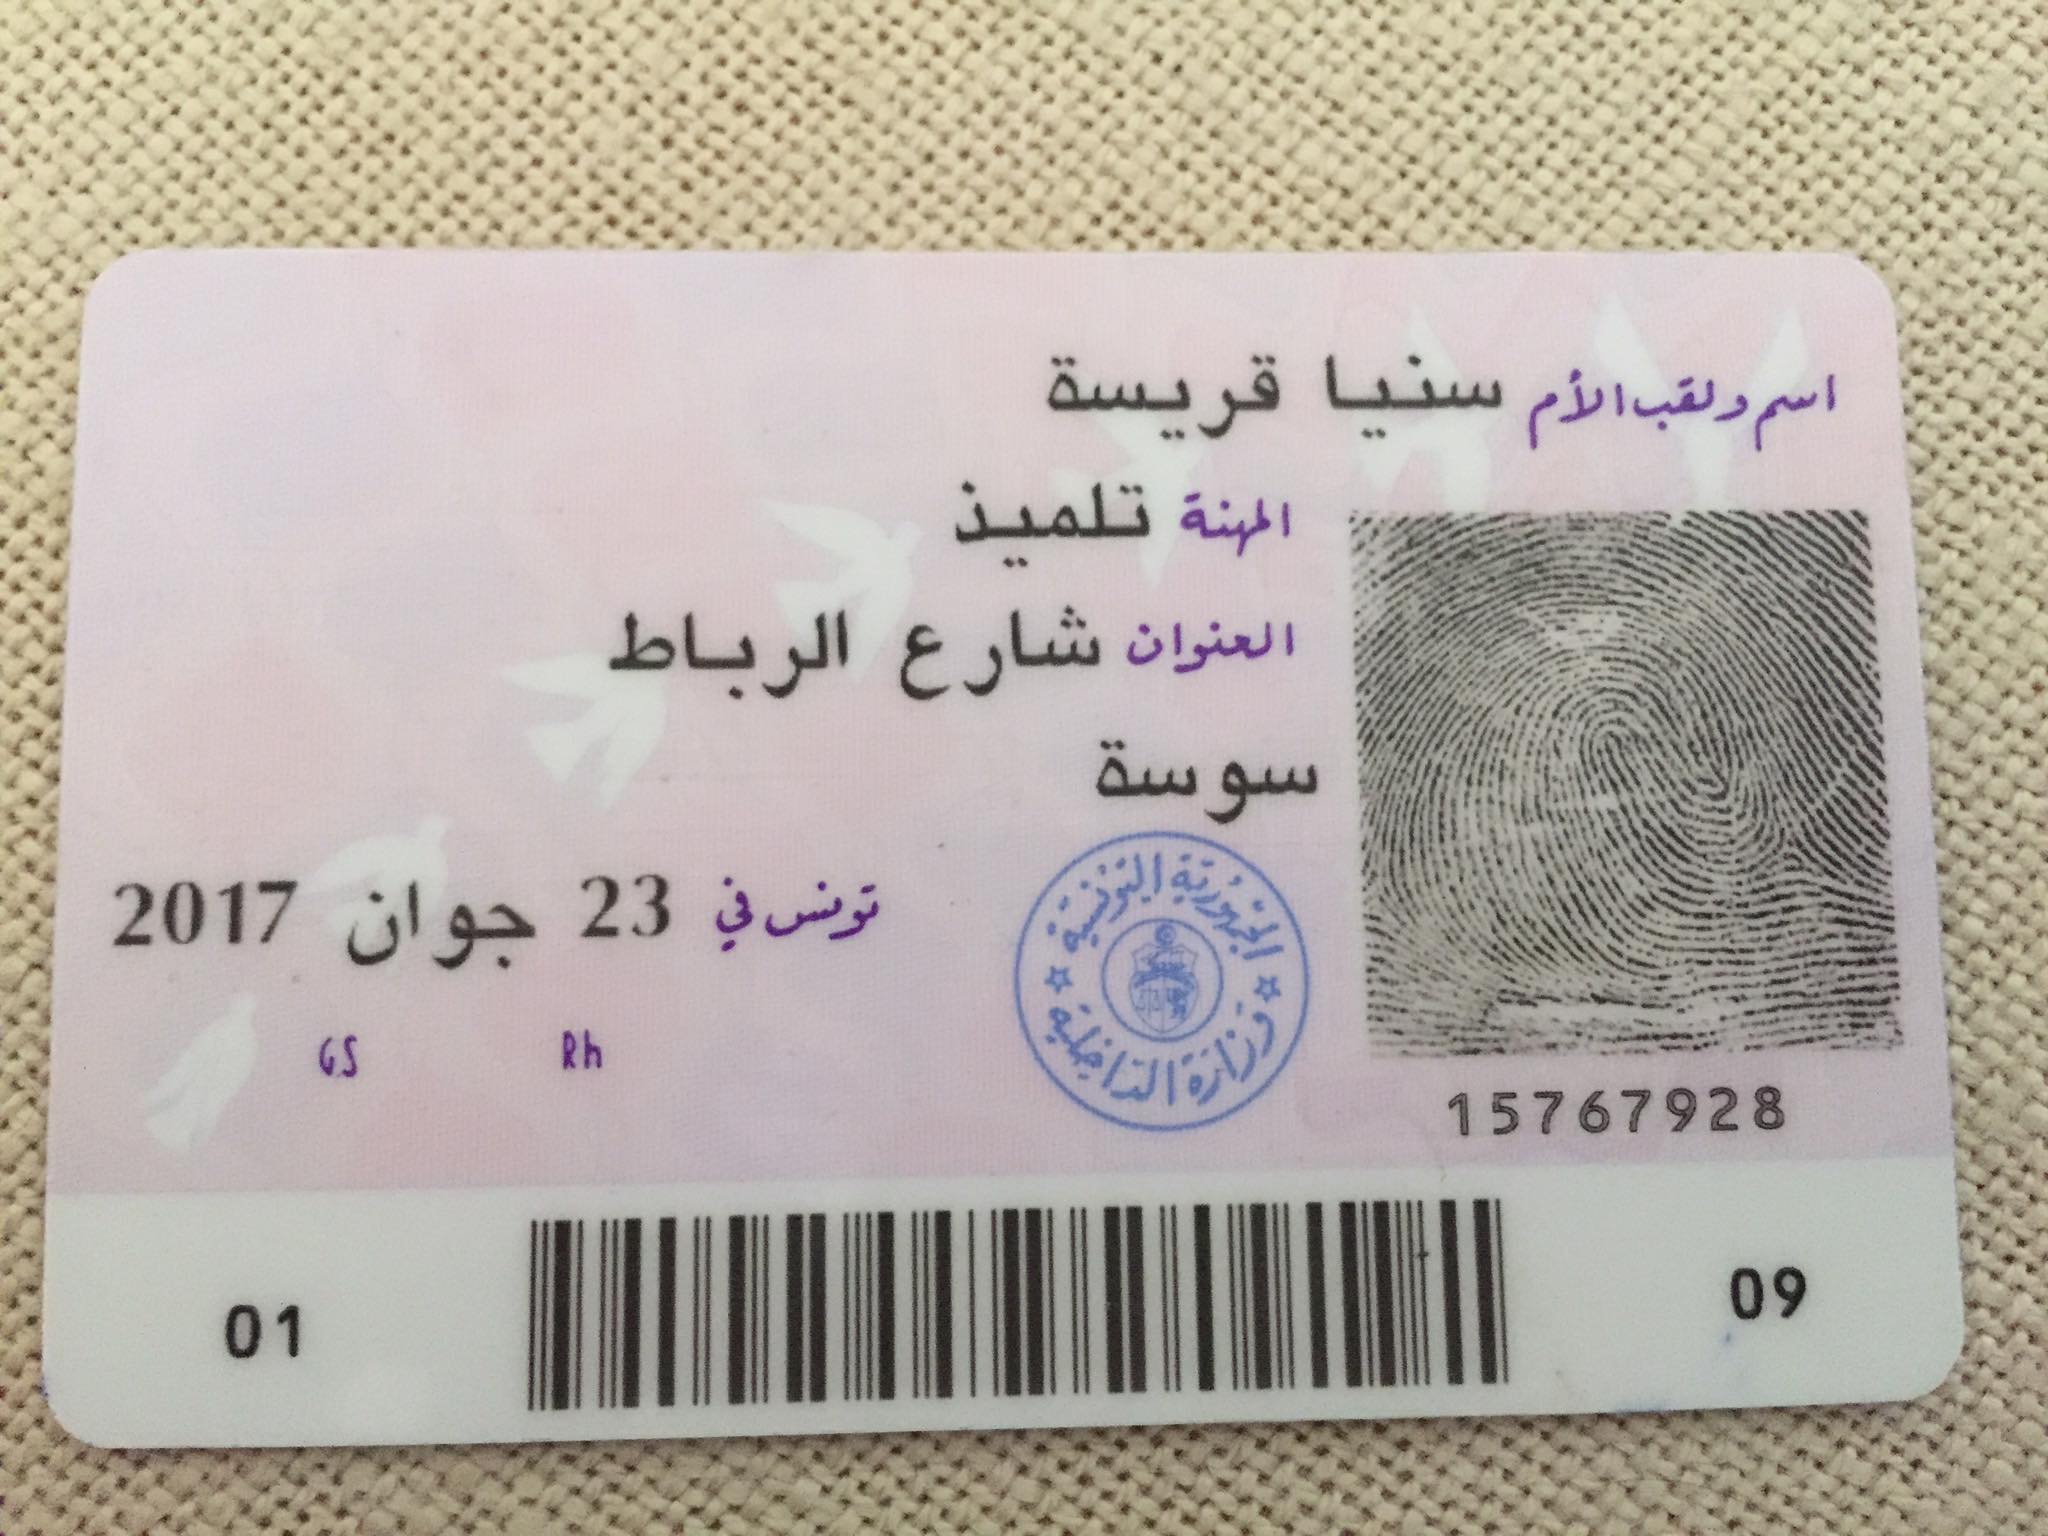 اسم ولقب الأم سنيا قريسة
المهنة تلميذ
العنوان شارع الرباط
سوسة
تونس في 23 جوان 2017
الجمهورية التونسية
وزارة الداخلية
GS Rh
15767928
01 09